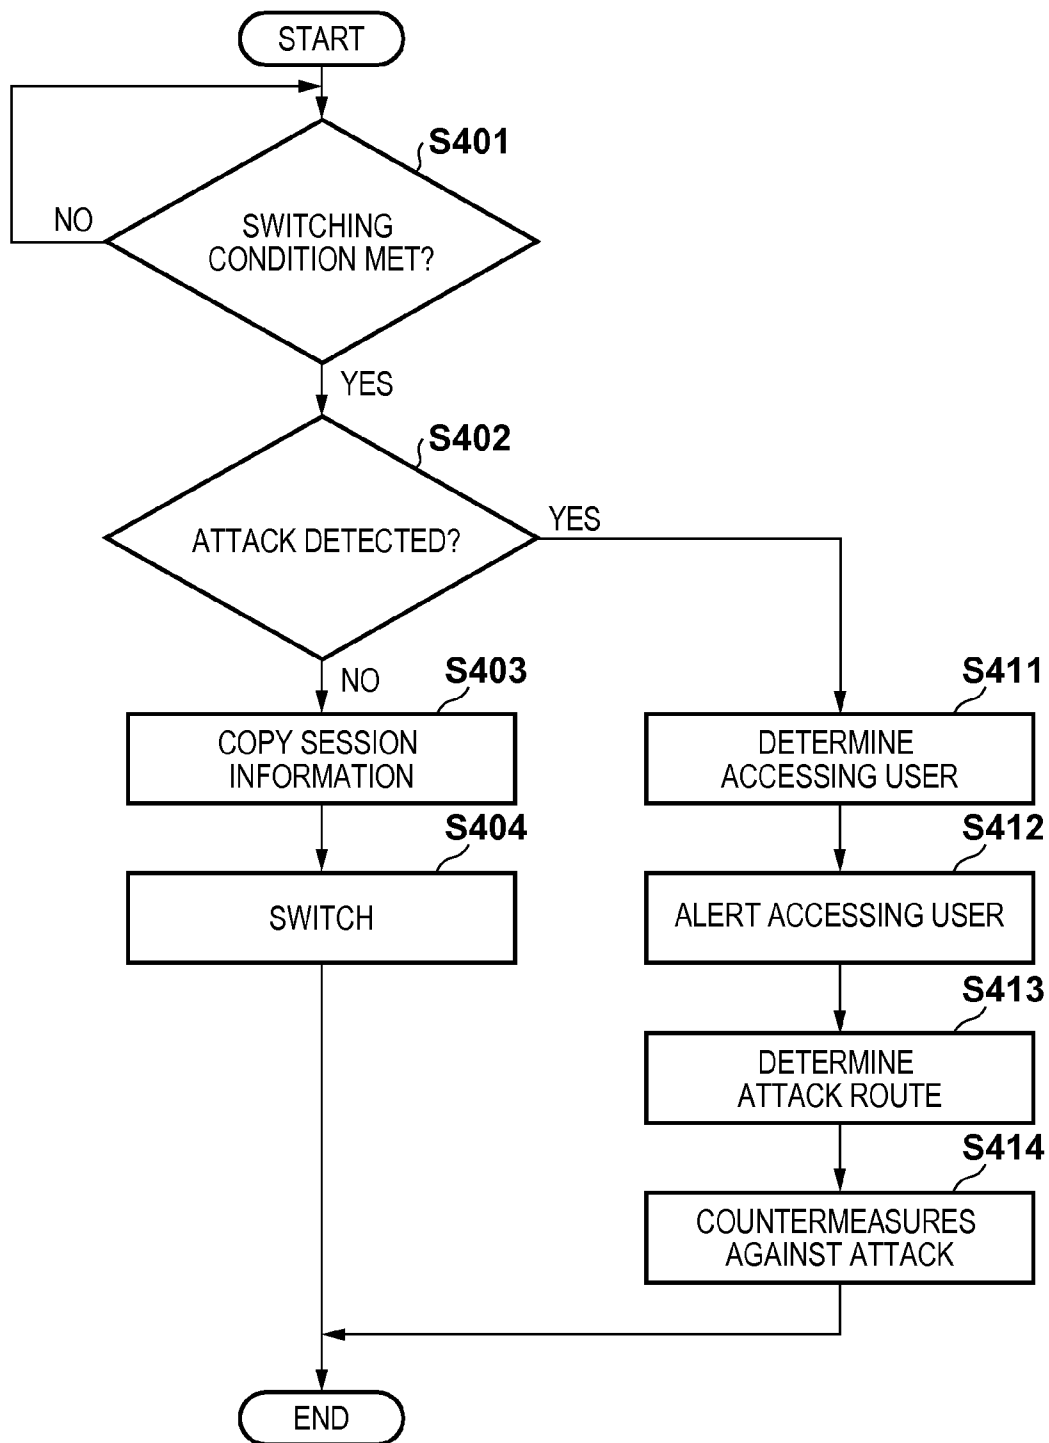 START
S401
NO
SWITCHING
CONDITION MET?
YES
S402
ATTACK DETECTED?
YES
NO
S403
COPY SESSION
INFORMATION
S404
SWITCH
S411
DETERMINE
ACCESSING USER
S412
ALERT ACCESSING USER
S413
DETERMINE
ATTACK ROUTE
S414
COUNTERMEASURES
AGAINST ATTACK
END